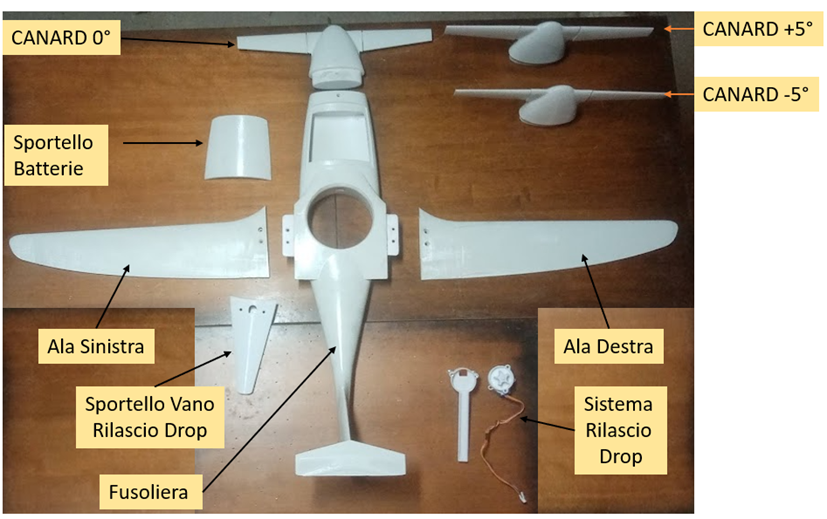 CANARD 0°
CANARD +5°
CANARD -5°
Sportello
Batterie
Ala Sinistra
Ala Destra
Sportello Vano
Rilascio Drop
Sistema
Rilascio
Drop
Fusoliera